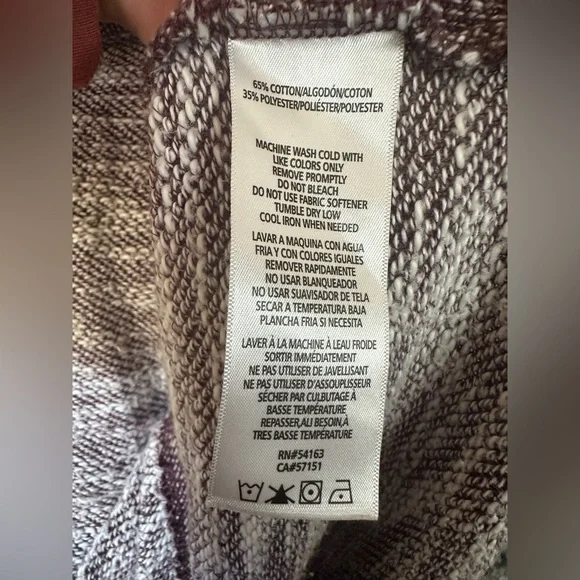 65% COTTON/ALGODÓN/COTON
35% POLYESTER/POLIÉSTER/POLYESTER
MACHINE WASH COLD WITH
LIKE COLORS ONLY
REMOVE PROMPTLY
DO NOT BLEACH
DO NOT USE FABRIC SOFTENER
TUMBLE DRY LOW
COOL IRON WHEN NEEDED
LAVAR A MAQUINA CON AGUA
FRIA Y CON COLORES IGUALES
REMOVER RAPIDAMENTE
NO USAR BLANQUEADOR
NO USAR SUAVISADOR DE TELA
SECAR A TEMPERATURA BAJA
PLANCHA FRIA SI NECESITA
LAVER À LA MACHINE À LEAU FROIDE
SORTIR IMMÉDIATEMENT
NE PAS UTILISER DE JAVELLISANT
NE PAS UTILISER D'ASSOUPLISSEUR
SÉCHER PAR CULBUTAGE À
BASSE TEMPÉRATURE
REPASSER,AU BESOIN,À
TRES BASSE TEMPÉRATURE
RN#54163
CA#57151